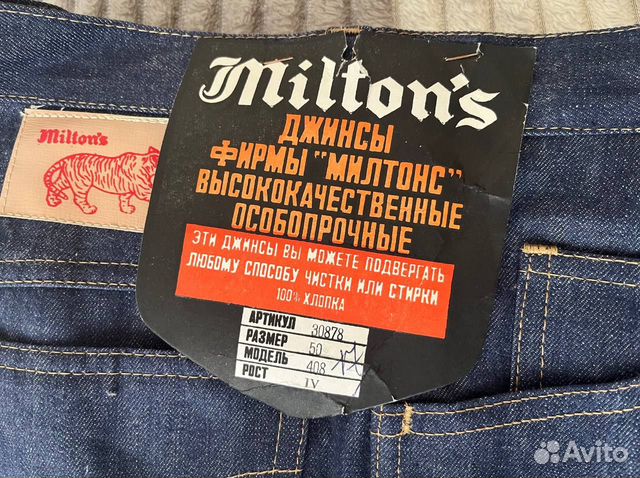 Milton's
Milton's
ДЖИНСЫ
ФИРМЫ "МИЛТОНС"
ВЫСОКОКАЧЕСТВЕННЫЕ
ОСОБОПРОЧНЫЕ
ЭТИ ДЖИНСЫ ВЫ МОЖЕТЕ ПОДВЕРГАТЬ
ЛЮБОМУ СПОСОБУ ЧИСТКИ ИЛИ СТИРКИ
100% ХЛОПКА
АРТИКУЛ 30878
РАЗМЕР 50
МОДЕЛЬ 408
РОСТ IV
Avito